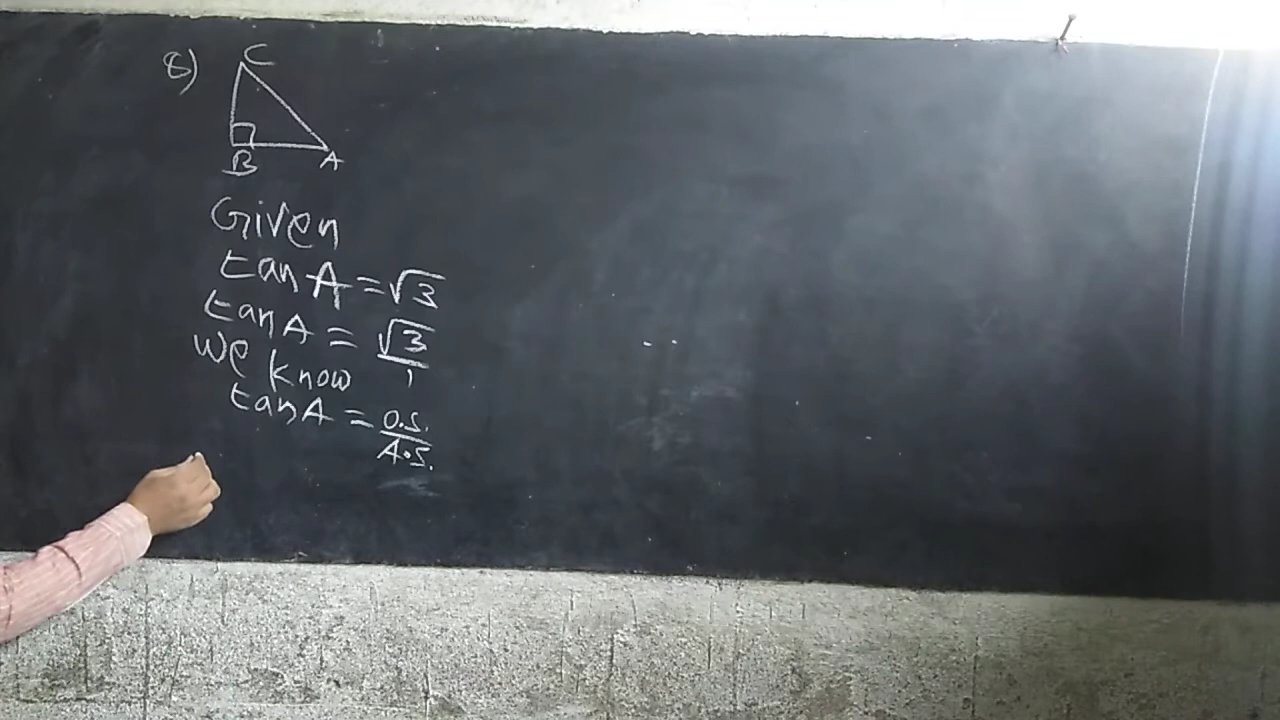 8)
C
B A
Given
tan A = √3
tan A = √3/1
We know
tan A = O.S./A.S.